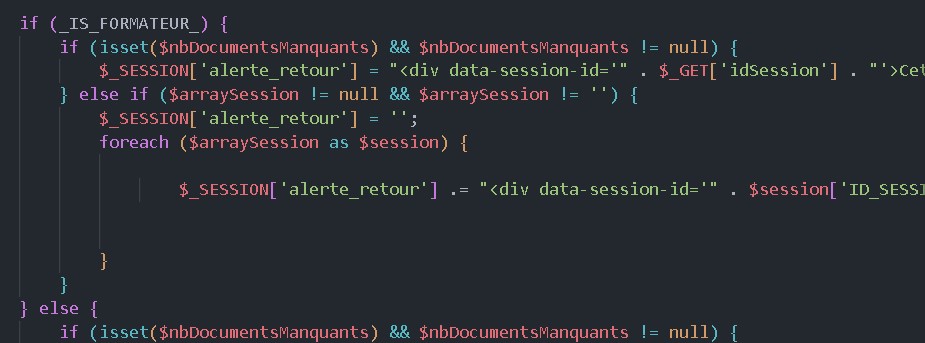 if (_IS_FORMATEUR_) {
if (isset($nbDocumentsManquants) && $nbDocumentsManquants != null) {
$_SESSION['alerte_retour'] = "<div data-session-id='" . $_GET['idSession'] . "'>Cet
} else if ($arraySession != null && $arraySession != '') {
$_SESSION['alerte_retour'] = '';
foreach ($arraySession as $session) {
$_SESSION['alerte_retour'] .= "<div data-session-id='" . $session['ID_SESSI
}
}
} else {
if (isset($nbDocumentsManquants) && $nbDocumentsManquants != null) {